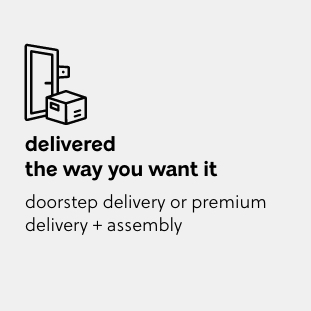 delivered
the way you want it
doorstep delivery or premium
delivery + assembly